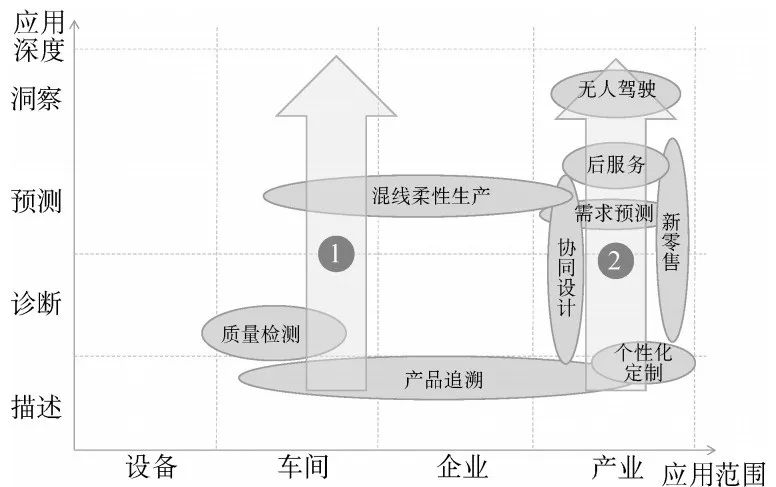 应用
深度
洞察
无人驾驶
后服务
预测
混线柔性生产
需求预测
新零售
协同设计
1
2
诊断
质量检测
个性化
定制
产品追溯
描述
设备
车间
企业
产业
应用范围